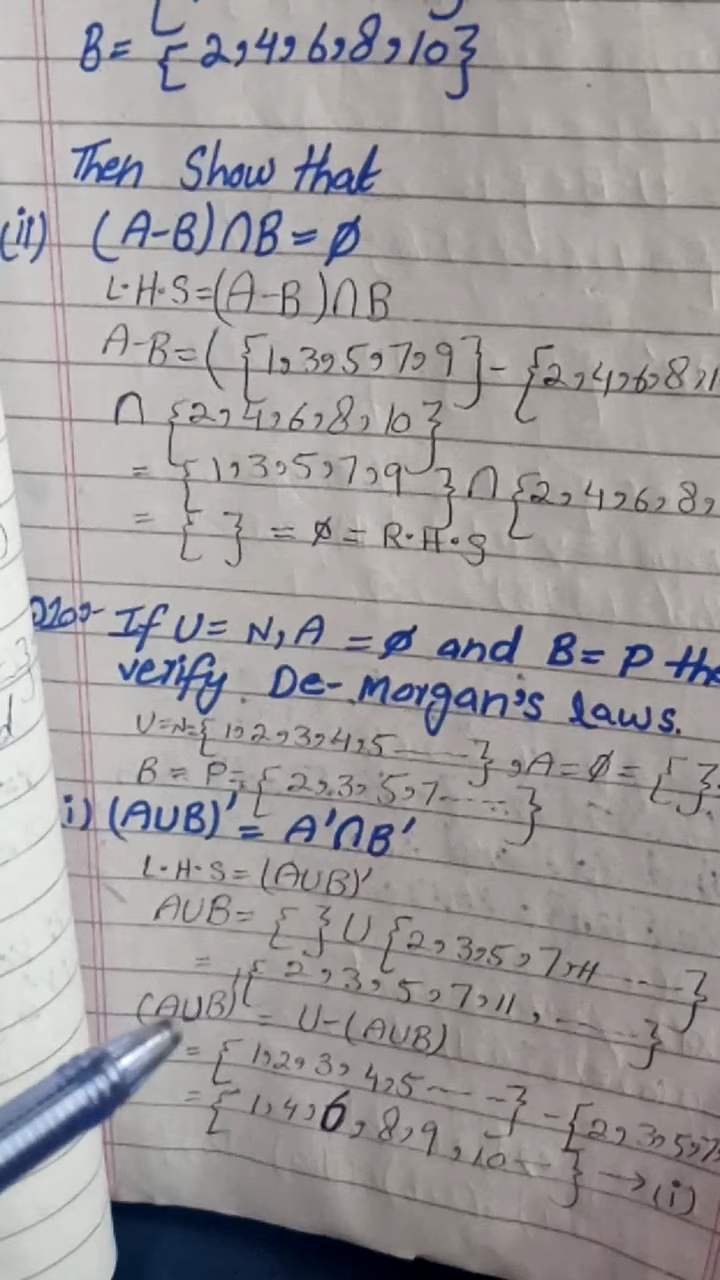 B= {2,4,6,8,10}
Then Show that
(ii) (A-B)∩B=∅
L.H.S=(A-B)∩B
A-B=({1,3,5,7,9}-{2,4,6,8,1
∩ {2,4,6,8,10}
= {1,3,5,7,9}∩{2,4,6,8,
= { } = ∅ = R.H.S
If U= N,A =∅ and B= P the
verify De-Morgan's laws.
U=N={1,2,3,4,5 ......},A=∅={ }
B = P={2,3,5,7......}
i) (A∪B)'= A'∩B'
L.H.S=(A∪B)'
A∪B= { }∪{2,3,5,7,11 .....}
= {2,3,5,7,11,......}
(A∪B)' = U-(A∪B)
= {1,2,3,4,5-----}-{2,3,5,7
={1,4,6,8,9,10--}→(i)